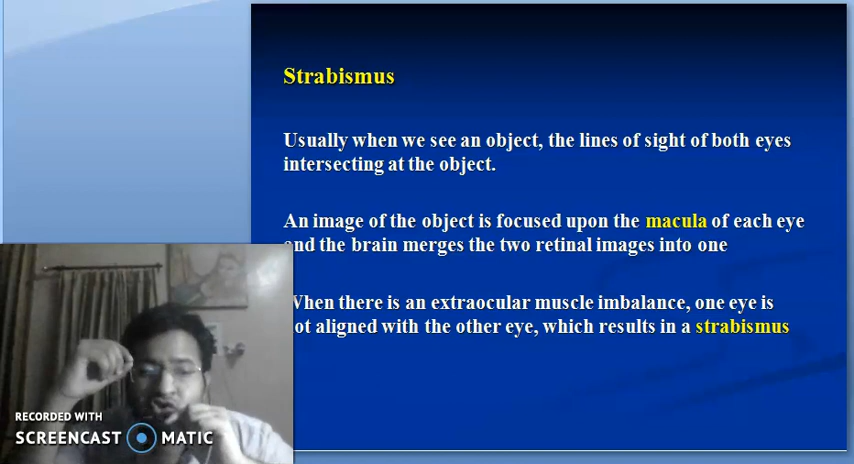 Strabismus
Usually when we see an object, the lines of sight of both eyes
intersecting at the object.
An image of the object is focused upon the macula of each eye
and the brain merges the two retinal images into one
When there is an extraocular muscle imbalance, one eye is
not aligned with the other eye, which results in a strabismus
RECORDED WITH
SCREENCAST MATIC